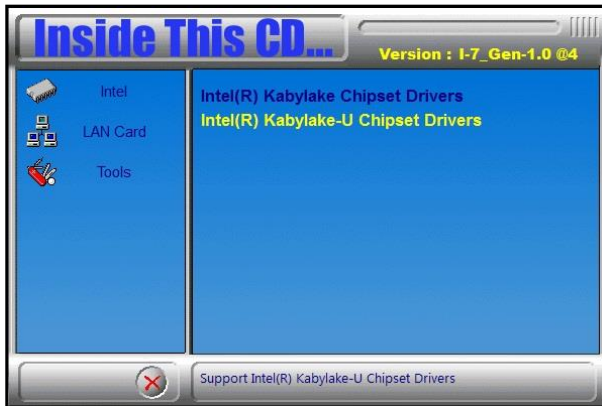 Inside This CD...
Version : I-7_Gen-1.0 @4
Intel
LAN Card
Tools
Intel(R) Kabylake Chipset Drivers
Intel(R) Kabylake-U Chipset Drivers
Support Intel(R) Kabylake-U Chipset Drivers